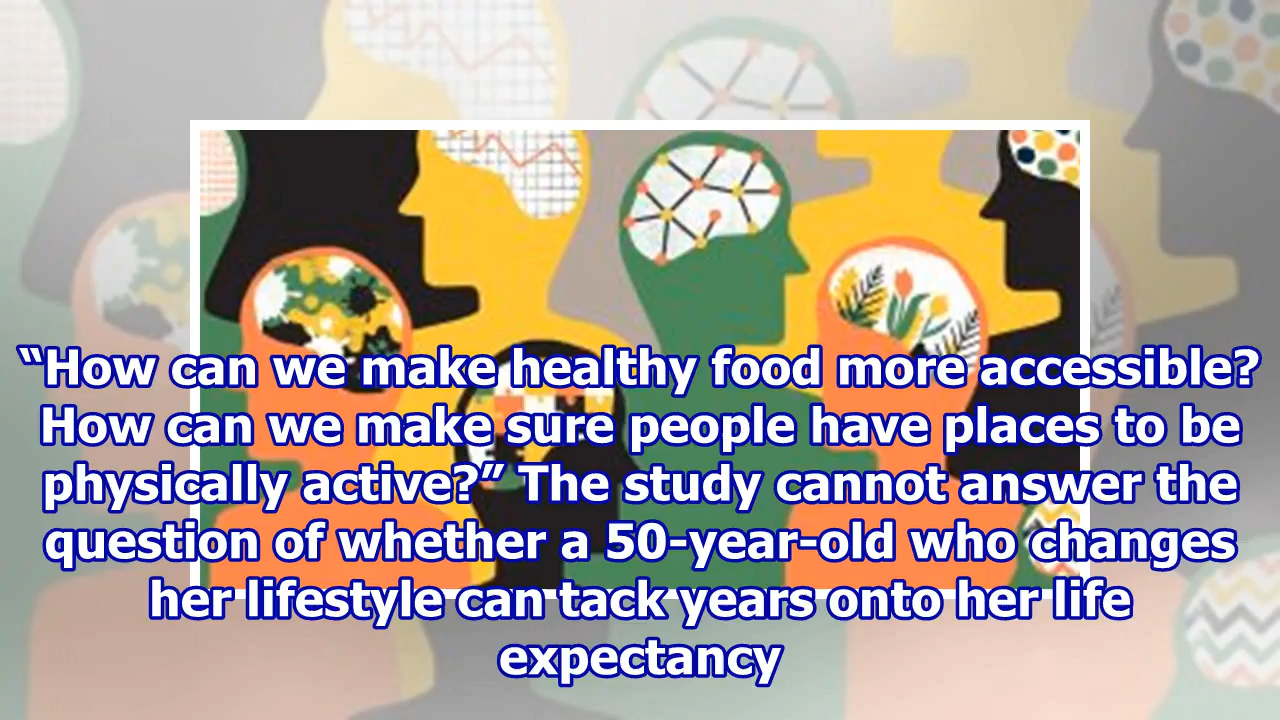 “How can we make healthy food more accessible?
How can we make sure people have places to be
physically active?” The study cannot answer the
question of whether a 50-year-old who changes
her lifestyle can tack years onto her life
expectancy